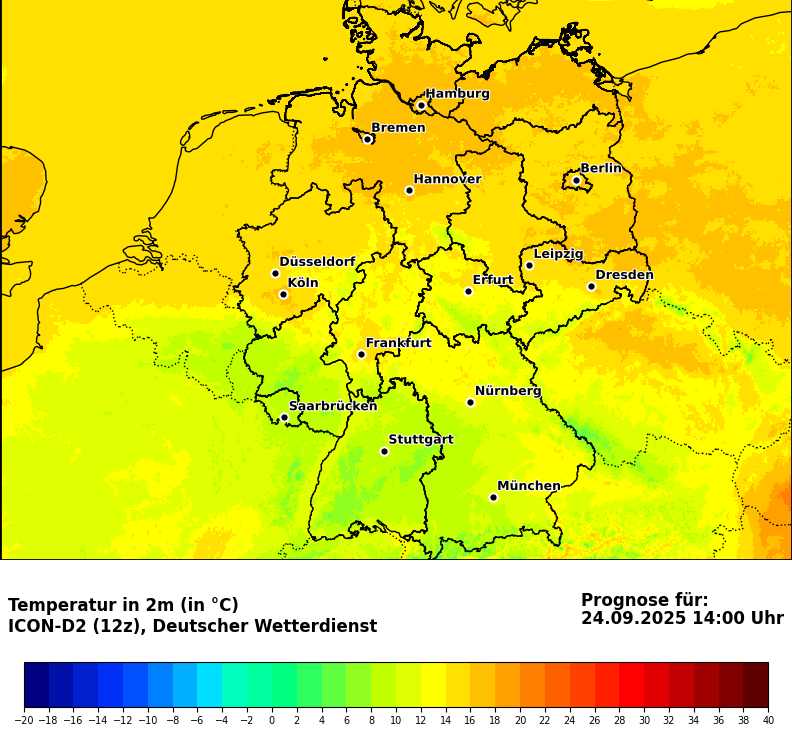 Hamburg
Bremen
Berlin
Hannover
Leipzig
Düsseldorf
Dresden
Köln
Erfurt
Frankfurt
Nürnberg
Saarbrücken
Stuttgart
München
Temperatur in 2m (in °C)
ICON-D2 (12z), Deutscher Wetterdienst
Prognose für:
24.09.2025 14:00 Uhr
−20 −18 −16 −14 −12 −10 −8 −6 −4 −2 0 2 4 6 8 10 12 14 16 18 20 22 24 26 28 30 32 34 36 38 40